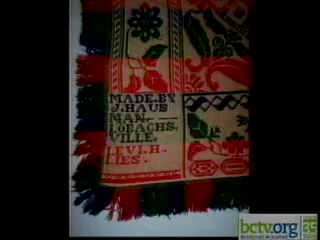 MADE.BY
J.HAUS
MAN.
LOBACHS.
VILLE.
LEVI.H.
LIES.
bctv.org